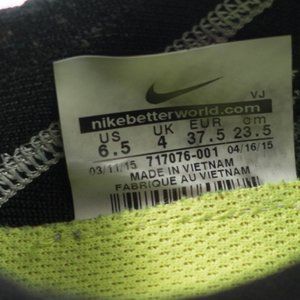 VJ
nikebetterworld.com
US UK EUR cm
6.5 4 37.5 23.5
03/11/15 717076-001 04/16/15
MADE IN VIETNAM
FABRIQUE AU VIETNAM